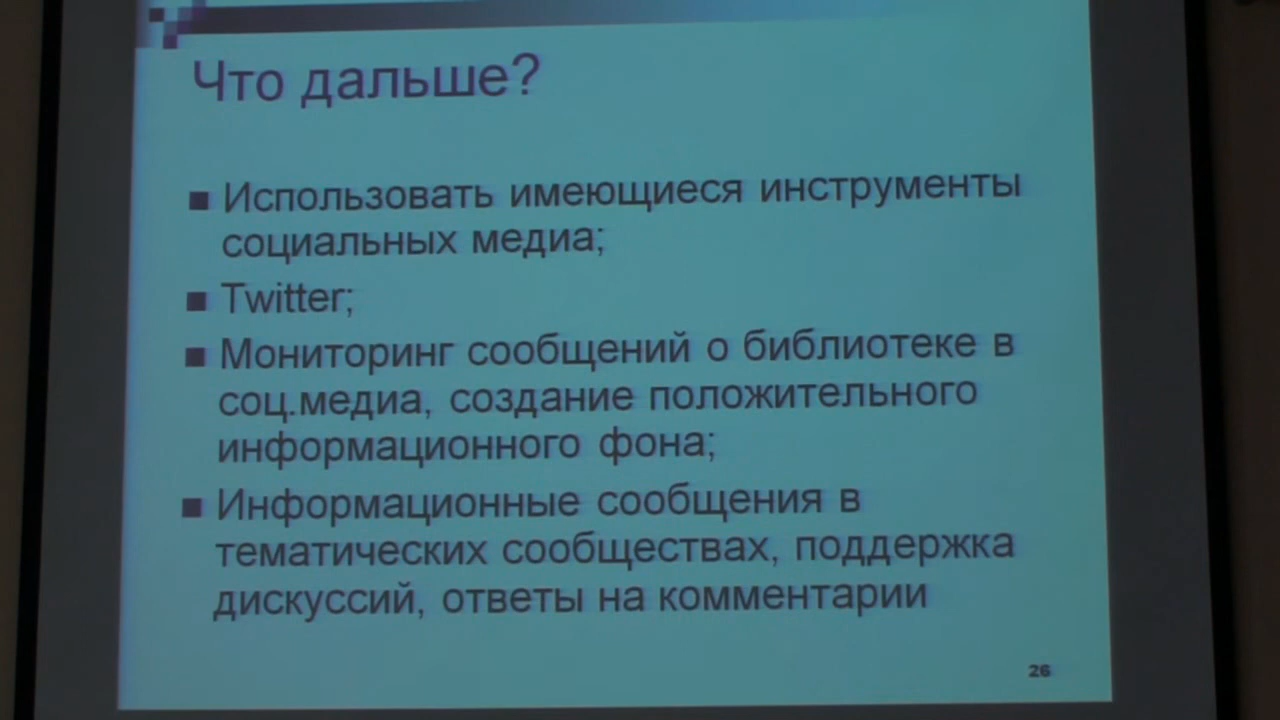 Что дальше?
Использовать имеющиеся инструменты
социальных медиа;
Twitter;
Мониторинг сообщений о библиотеке в
соц.медиа, создание положительного
информационного фона;
Информационные сообщения в
тематических сообществах, поддержка
дискуссий, ответы на комментарии
26